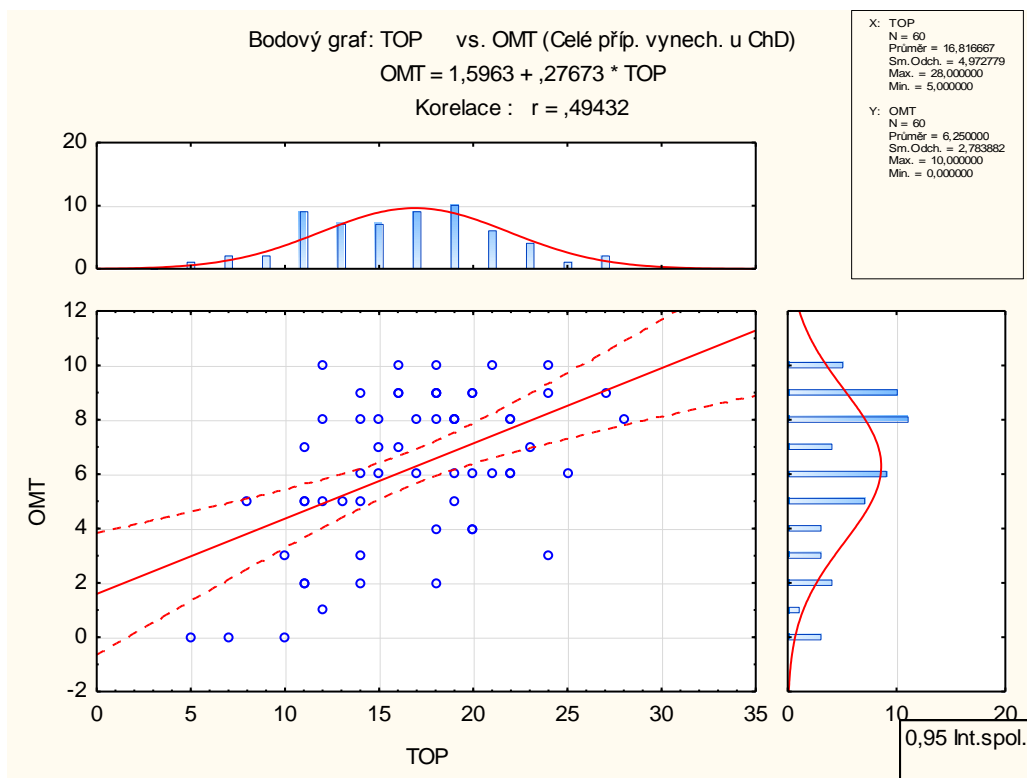 Bodový graf: TOP vs. OMT (Celé příp. vynech. u ChD)
OMT = 1,5963 + ,27673 * TOP
Korelace : r = ,49432
X: TOP
N = 60
Průměr = 16,816667
Sm.Odch. = 4,972779
Max. = 28,000000
Min. = 5,000000
Y: OMT
N = 60
Průměr = 6,250000
Sm.Odch. = 2,783882
Max. = 10,000000
Min. = 0,000000
20
10
0
12
10
8
6
4
2
0
-2
OMT
0 5 10 15 20 25 30 35
TOP
0 10 20
0,95 Int.spol.